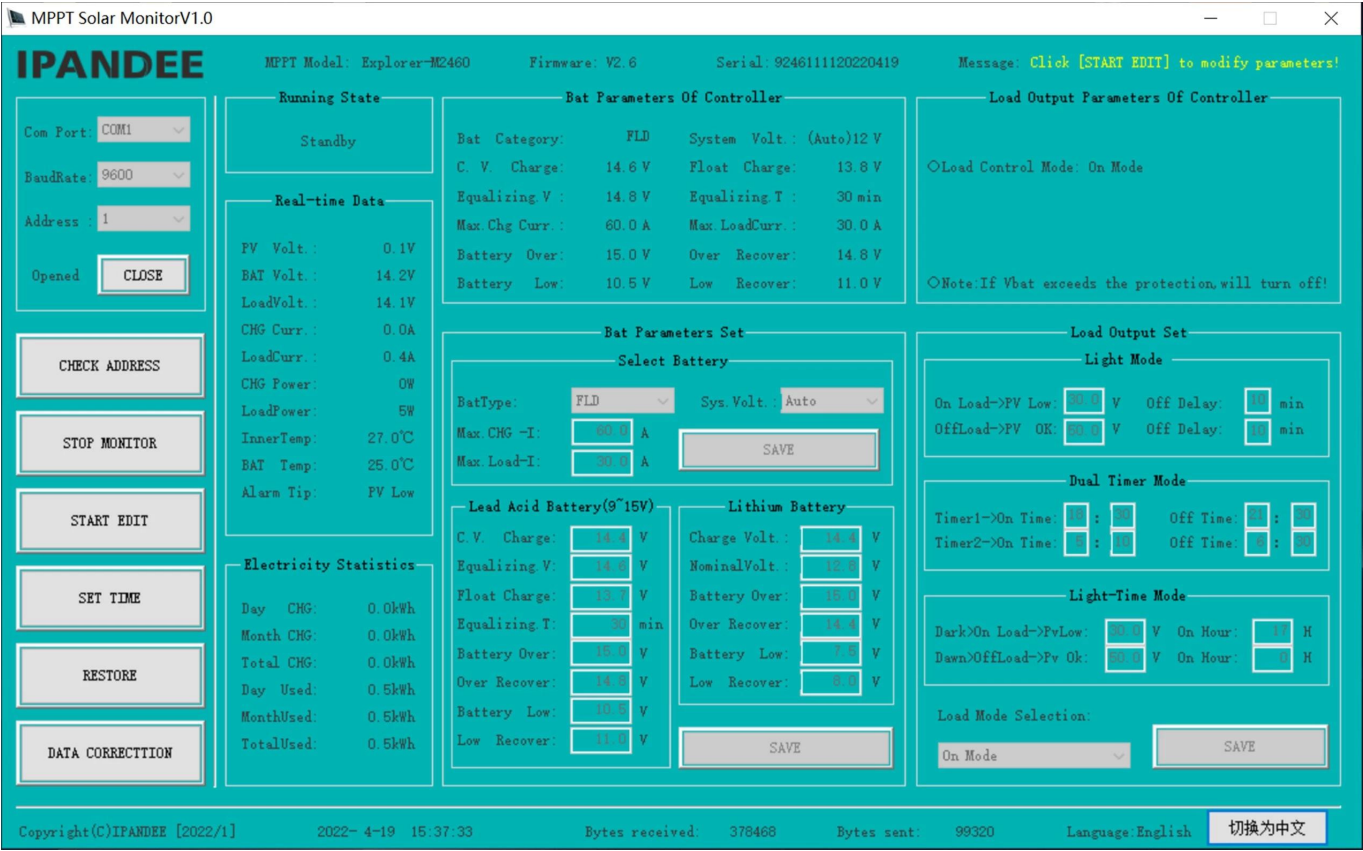 MPPT Solar MonitorV1.0
IPANDEE
MPPT Model: Explorer-M2460 Firmware: V2.6 Serial: 9246111120220419 Message: Click [START EDIT] to modify parameters!
Com Port: COM1
BaudRate: 9600
Address : 1
Opened CLOSE
CHECK ADDRESS
STOP MONITOR
START EDIT
SET TIME
RESTORE
DATA CORRECTTION
Running State
Standby
Real-time Data
PV Volt.: 0.1V
BAT Volt.: 14.2V
LoadVolt.: 14.1V
CHG Curr.: 0.0A
LoadCurr.: 0.4A
CHG Power: 0W
LoadPower: 5W
InnerTemp: 27.0℃
BAT Temp: 25.0℃
Alarm Tip: PV Low
Electricity Statistics
Day CHG: 0.0kWh
Month CHG: 0.0kWh
Total CHG: 0.0kWh
Day Used: 0.5kWh
MonthUsed: 0.5kWh
TotalUsed: 0.5kWh
Bat Parameters Of Controller
Bat Category: FLD System Volt.: (Auto)12 V
C. V. Charge: 14.6 V Float Charge: 13.8 V
Equalizing.V : 14.8 V Equalizing.T : 30 min
Max.Chg Curr.: 60.0 A Max.LoadCurr.: 30.0 A
Battery Over: 15.0 V Over Recover: 14.8 V
Battery Low: 10.5 V Low Recover: 11.0 V
Bat Parameters Set
Select Battery
BatType: FLD Sys.Volt.: Auto
Max.CHG -I: 60.0 A
Max.Load-I: 30.0 A
SAVE
Lead Acid Battery(9~15V)
C.V. Charge: 14.4 V
Equalizing.V: 14.6 V
Float Charge: 13.7 V
Equalizing.T: 30 min
Battery Over: 15.0 V
Over Recover: 14.8 V
Battery Low: 10.5 V
Low Recover: 11.0 V
Lithium Battery
Charge Volt.: 14.4 V
NominalVolt.: 12.8 V
Battery Over: 15.0 V
Over Recover: 14.4 V
Battery Low: 7.5 V
Low Recover: 8.0 V
SAVE
Load Output Parameters Of Controller
○Load Control Mode: On Mode
○Note:If Vbat exceeds the protection,will turn off!
Load Output Set
Light Mode
On Load->PV Low: 30.0 V Off Delay: 10 min
OffLoad->PV OK: 50.0 V Off Delay: 10 min
Dual Timer Mode
Timer1->On Time: 18 : 30 Off Time: 21 : 30
Timer2->On Time: 5 : 10 Off Time: 6 : 30
Light-Time Mode
Dark>On Load->PvLow: 30.0 V On Hour: 17 H
Dawn>OffLoad->Pv Ok: 50.0 V On Hour: 0 H
Load Mode Selection:
On Mode
SAVE
Copyright(C)IPANDEE [2022/1] 2022- 4-19 15:37:33 Bytes received: 378468 Bytes sent: 99320 Language:English 切换为中文